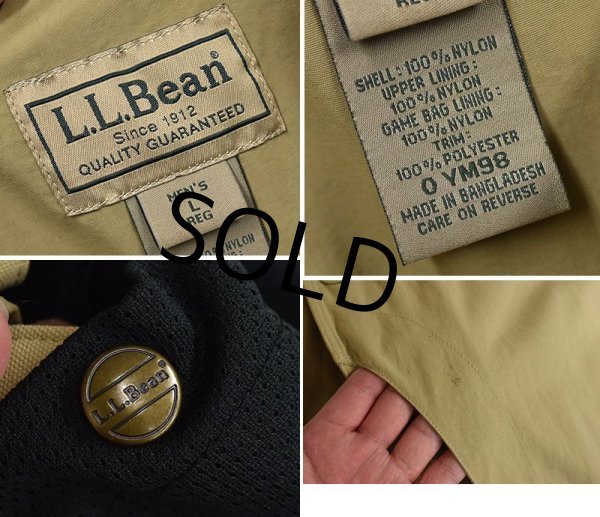 L.L.Bean®
Since 1912
QUALITY GUARANTEED
MEN'S
L
REG
REG
SHELL: 100% NYLON
UPPER LINING:
100% NYLON
GAME BAG LINING:
100% NYLON
TRIM:
100% POLYESTER
0 YM98
MADE IN BANGLADESH
CARE ON REVERSE
SOLD
L.L.Bean®